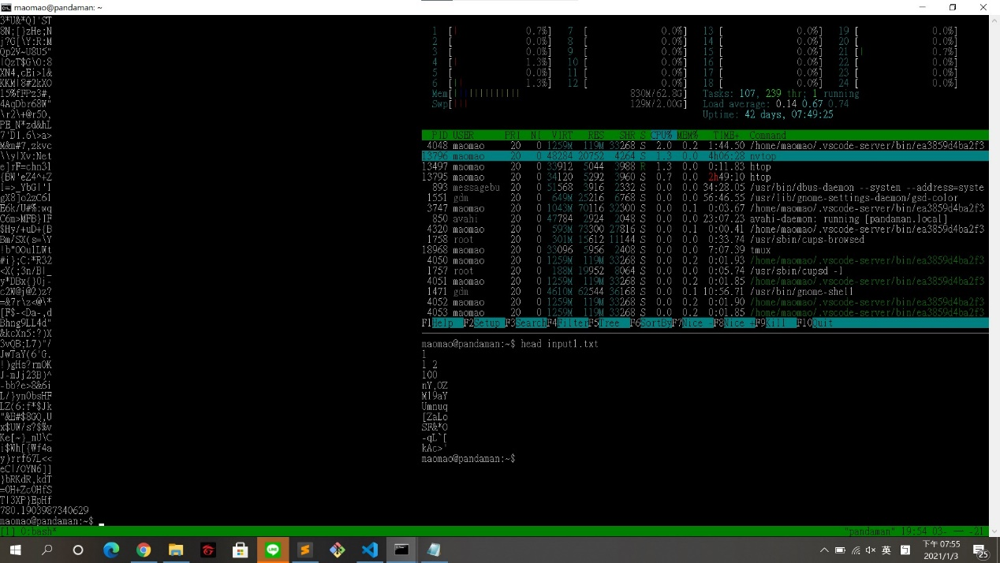 maomao@pandaman: ~
3*U&*Q1'ST
8N;[}zHe;N
j?G[\Y:R:M
Qp2V~U8U5"
|QzT$G\O:8
XN4,cEi>1&
KKM|8#2kXO
15%fFPz3#,
4AqDbr68W"
\r2\+@r5O,
PE_N*zd&hL
7'D1.6\>a>
M&m#?,zkvc
\\y|Xv:Net
e]rF=chn31
{BW'eZ4^+Z
gX8]o2zC6l
E6k/U#%:wq
C6m>MFB}1F
$Hy/+uD+{B
Bm/SX(s=\Y
!b"OOu1LWt
#i};C:*R32
<X(;3n/B|_
y*DBx{}0j-
c2W@j@2)z?
=&7r\z<@\*
[F$-<Da-,d
Bhng9LL4d"
&kcXn5:?)X
3vQB;L7)"/
JwTaY(6'G.
!)gHs?rmOK
J-mJj23B)^
-bb?e>8&6i
L/}ynObsHF
LZ(6:f*$Jk
"&B#$8GQ,U
x$UW/s?$%v
Ke[~}_nU\C
i$Wh[{Wf4a
y)rrf67L<<
eC|/OYN6]]
}bRKdR,kdT
=OH+ZcOHfS
T|3XP}EpHf
780.1903987340629
maomao@pandaman:~$
1 [| 0.7%] 7 [ 0.0%] 13 [ 0.0%] 19 [ 0.0%]
2 [ 0.0%] 8 [ 0.0%] 14 [ 0.0%] 20 [ 0.0%]
3 [ 0.0%] 9 [ 0.0%] 15 [ 0.0%] 21 [| 0.7%]
4 [| 1.3%] 10 [ 0.0%] 16 [ 0.0%] 22 [ 0.0%]
5 [ 0.0%] 11 [ 0.0%] 17 [ 0.0%] 23 [ 0.0%]
6 [|| 1.3%] 12 [ 0.0%] 18 [ 0.0%] 24 [ 0.0%]
Mem[||||||||||||| 830M/62.8G] Tasks: 107, 239 thr; 1 running
Swp[||| 129M/2.00G] Load average: 0.14 0.67 0.74
Uptime: 42 days, 07:49:25
PID USER PRI NI VIRT RES SHR S CPU% MEM% TIME+ Command
4048 maomao 20 0 1259M 119M 33268 S 2.0 0.2 1:44.50 /home/maomao/.vscode-server/bin/ea3859d4ba2f3
13796 maomao 20 0 48284 20752 4264 S 1.3 0.0 4h06:28 nvtop
13497 maomao 20 0 33912 5044 3988 R 1.3 0.0 0:11.83 htop
13795 maomao 20 0 34120 5292 3960 S 0.7 0.0 2h49:10 htop
893 messagebu 20 0 51568 3916 2332 S 0.0 0.0 34:28.05 /usr/bin/dbus-daemon --system --address=syste
1551 gdm 20 0 649M 25216 6768 S 0.0 0.0 56:46.55 /usr/lib/gnome-settings-daemon/gsd-color
3747 maomao 20 0 1043M 70116 32300 S 0.0 0.1 0:03.67 /home/maomao/.vscode-server/bin/ea3859d4ba2f3
850 avahi 20 0 47784 2924 2048 S 0.0 0.0 23:07.23 avahi-daemon: running [pandaman.local]
4320 maomao 20 0 593M 73300 27816 S 0.0 0.1 0:00.41 /home/maomao/.vscode-server/bin/ea3859d4ba2f3
1758 root 20 0 301M 15612 11144 S 0.0 0.0 0:33.74 /usr/sbin/cups-browsed
18968 maomao 20 0 33096 5956 2408 S 0.0 0.0 7:07.39 tmux
4050 maomao 20 0 1259M 119M 33268 S 0.0 0.2 0:01.93 /home/maomao/.vscode-server/bin/ea3859d4ba2f3
1757 root 20 0 188M 19952 8064 S 0.0 0.0 0:05.74 /usr/sbin/cupsd -l
4051 maomao 20 0 1259M 119M 33268 S 0.0 0.2 0:01.85 /home/maomao/.vscode-server/bin/ea3859d4ba2f3
1471 gdm 20 0 4610M 62544 36168 S 0.0 0.1 10:56.71 /usr/bin/gnome-shell
4052 maomao 20 0 1259M 119M 33268 S 0.0 0.2 0:01.90 /home/maomao/.vscode-server/bin/ea3859d4ba2f3
4053 maomao 20 0 1259M 119M 33268 S 0.0 0.2 0:01.85 /home/maomao/.vscode-server/bin/ea3859d4ba2f3
F1Help F2Setup F3SearchF4FilterF5Tree F6SortByF7Nice -F8Nice +F9Kill F10Quit
maomao@pandaman:~$ head input1.txt
1
1 2
100
nY,OZ
M19aY
Umnuq
[ZaLo
SF&*O
-qL`[
kAc>'
maomao@pandaman:~$
[1] 0:bash* "pandaman" 19:54 03- 一-21
英
下午 07:55
2021/1/3
25